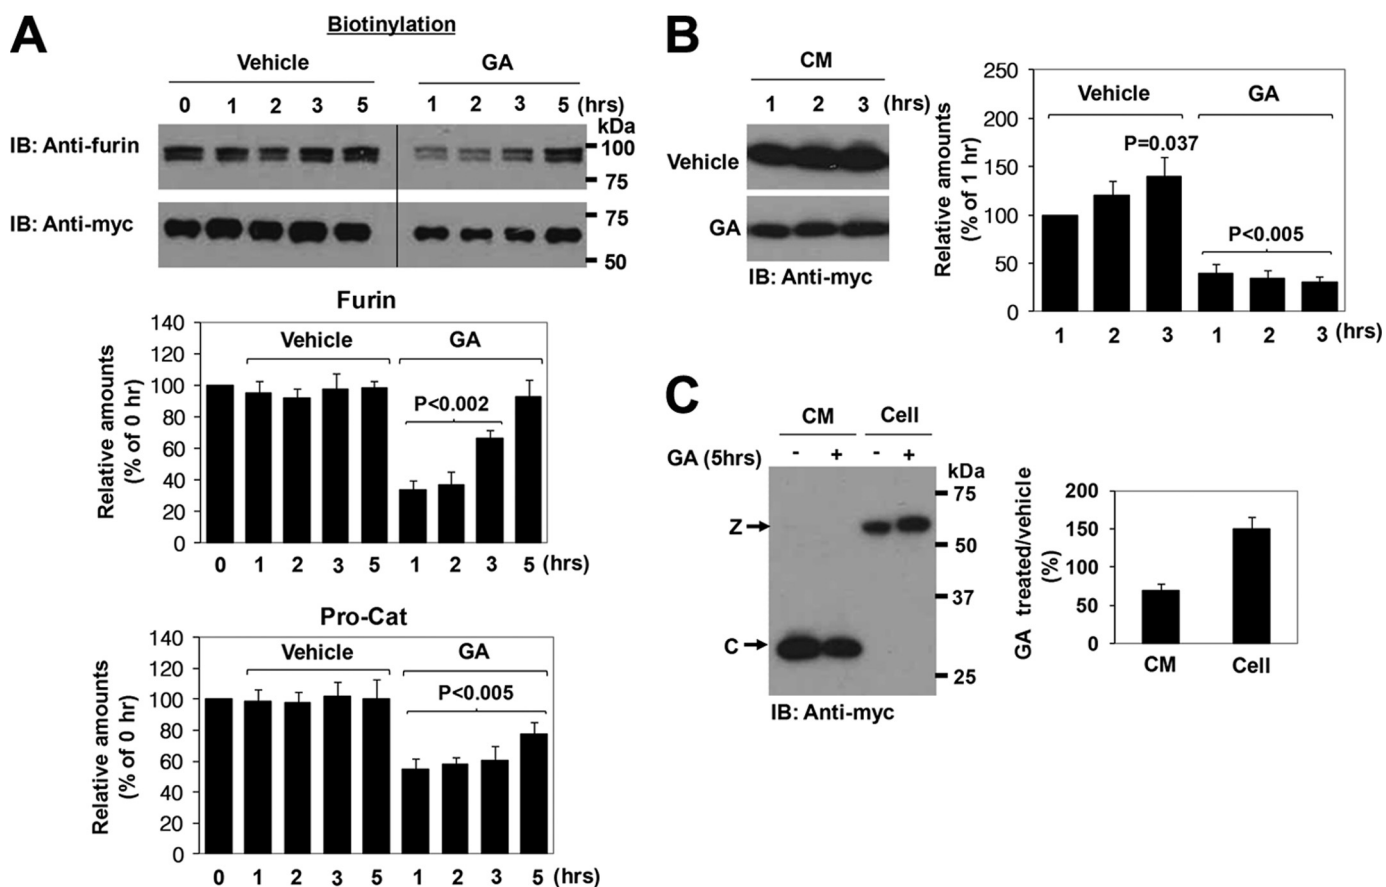 A
Biotinylation
Vehicle GA
0 1 2 3 5 1 2 3 5 (hrs)
kDa
IB: Anti-furin
100
75
IB: Anti-myc
75
50
Furin
Relative amounts
(% of 0 hr)
140
120
100
80
60
40
20
0
Vehicle GA
P<0.002
0 1 2 3 5 1 2 3 5 (hrs)
Pro-Cat
Relative amounts
(% of 0 hr)
140
120
100
80
60
40
20
0
Vehicle GA
P<0.005
0 1 2 3 5 1 2 3 5 (hrs)
B
CM
1 2 3 (hrs)
Vehicle
GA
IB: Anti-myc
Relative amounts
(% of 1 hr)
250
200
150
100
50
0
Vehicle GA
P=0.037
P<0.005
1 2 3 1 2 3 (hrs)
C
CM Cell
GA (5hrs) - + - +
kDa
75
Z
50
37
C
25
IB: Anti-myc
GA treated/vehicle
(%)
200
150
100
50
0
CM Cell